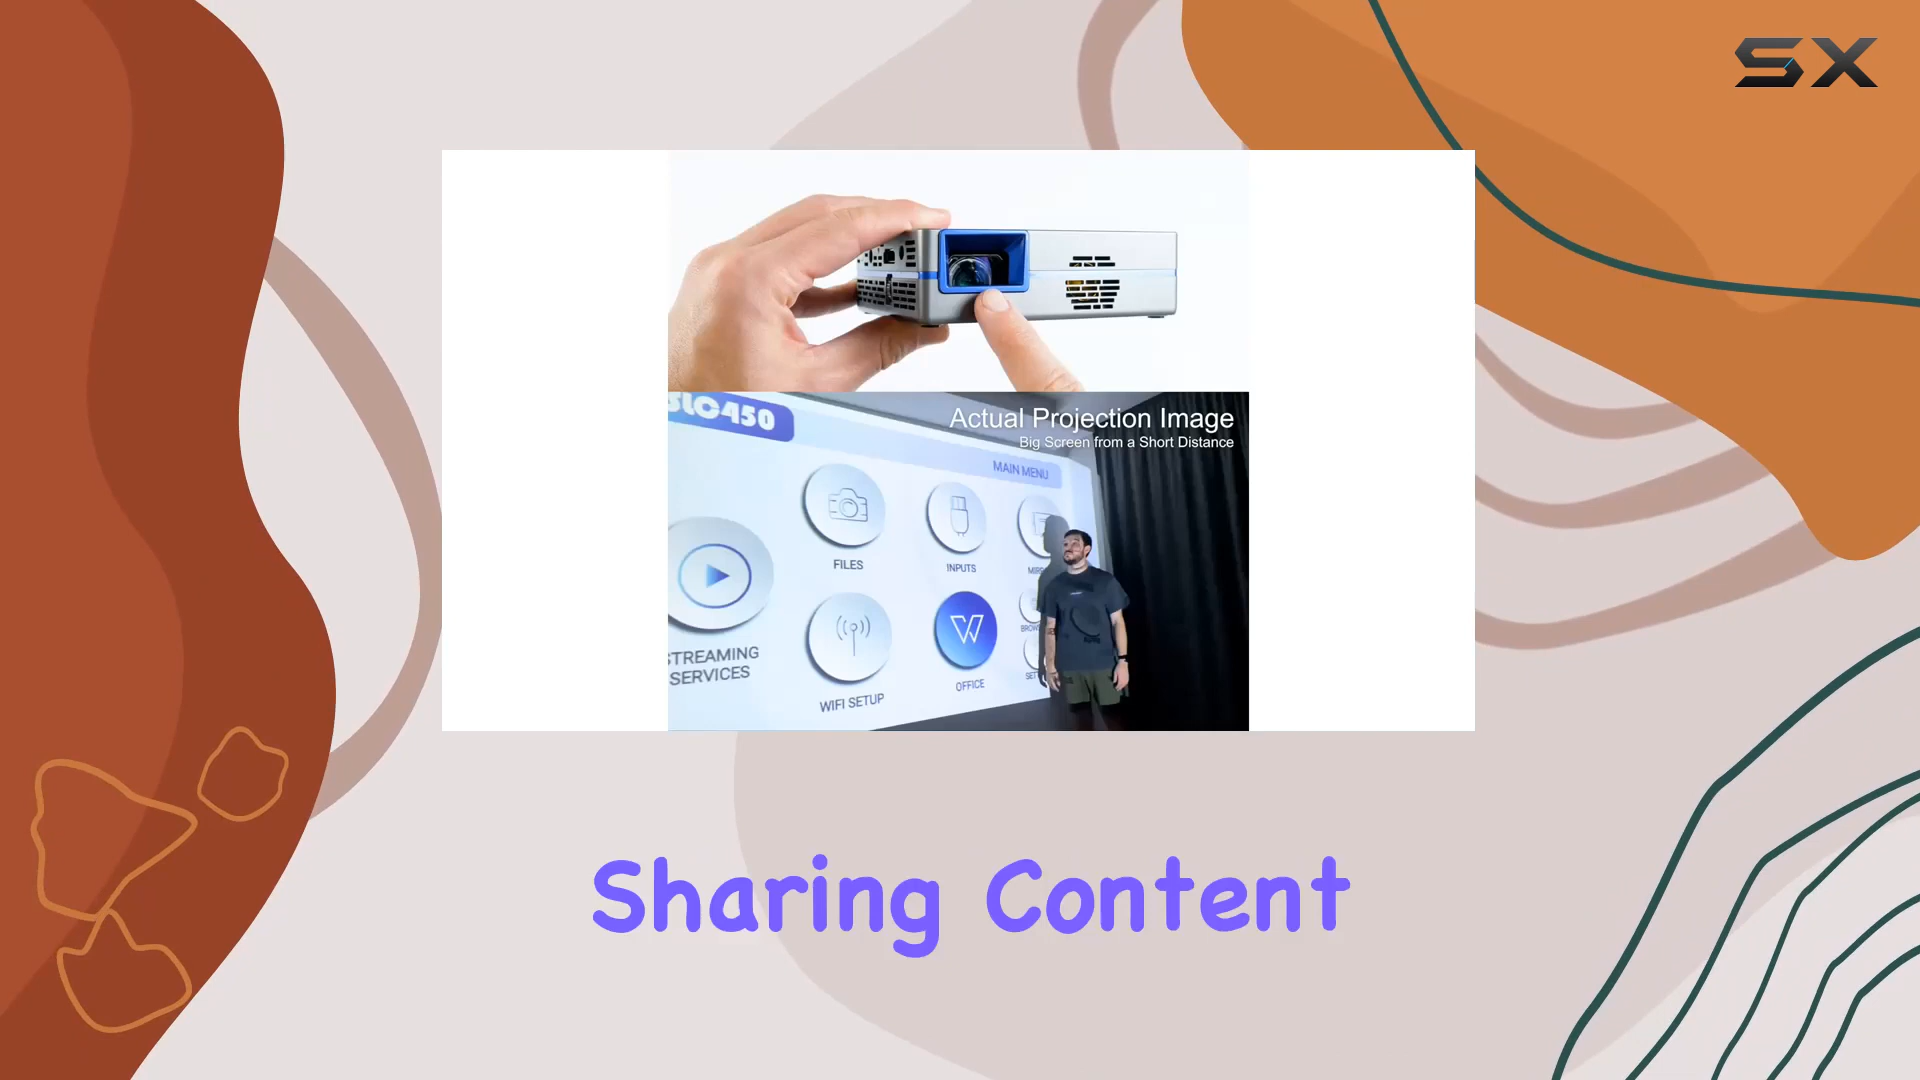 SX
SLC450
Actual Projection Image
Big Screen from a Short Distance
MAIN MENU
FILES
INPUTS
STREAMING
SERVICES
WIFI SETUP
OFFICE
Sharing Content